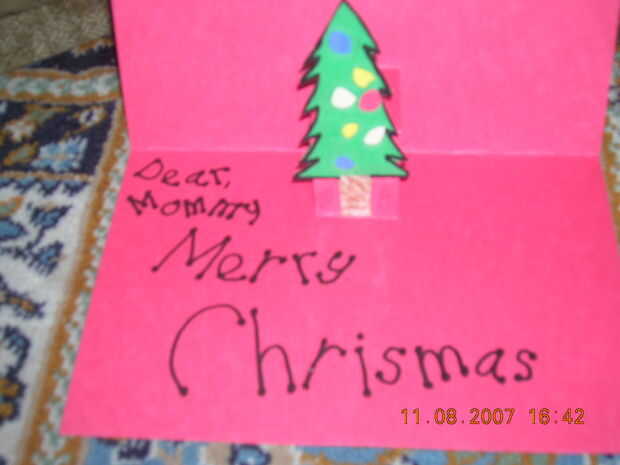 Dear,
Mommy
Merry
Chrismas
11.08.2007 16:42